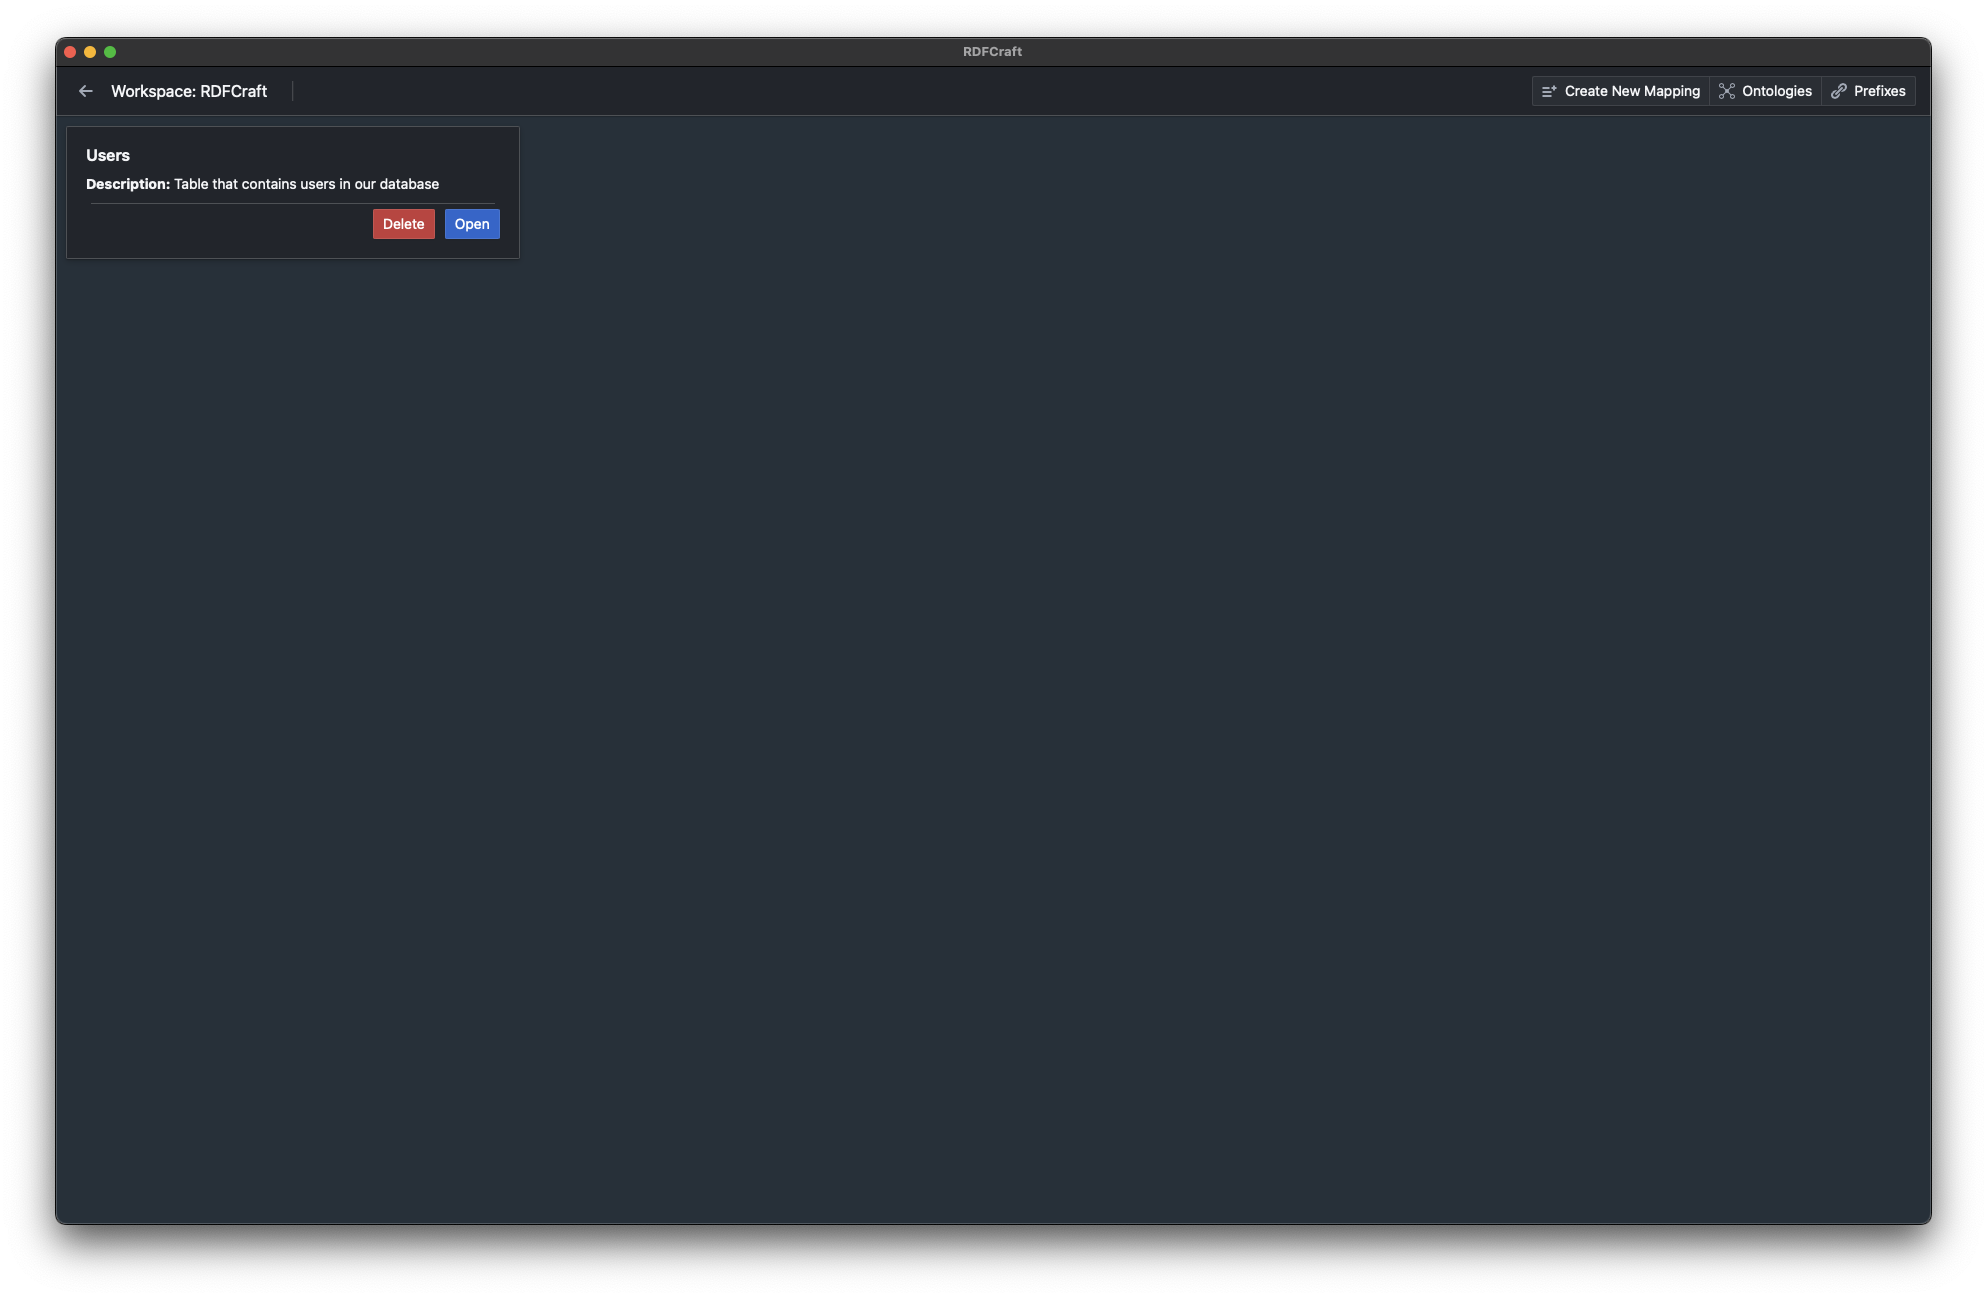 RDFCraft
Workspace: RDFCraft
Create New Mapping
Ontologies
Prefixes
Users
Description: Table that contains users in our database
Delete
Open